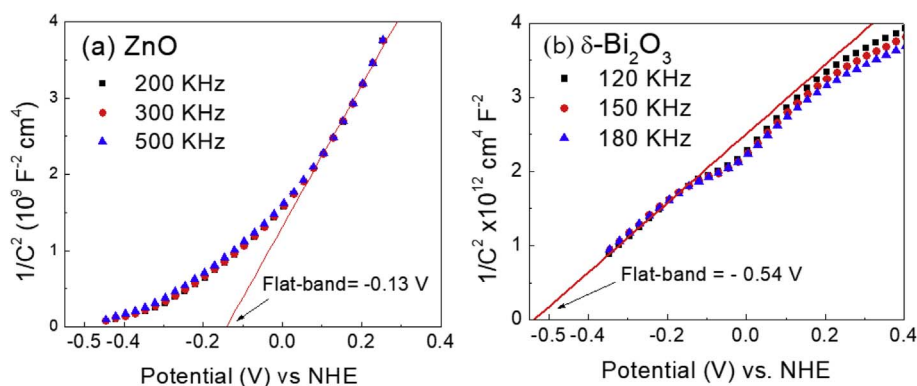 (a) ZnO
200 KHz
300 KHz
500 KHz
Flat-band= -0.13 V
4
3
2
1
0
-0.5 -0.4 -0.2 0.0 0.2 0.4
1/C² (10⁹ F⁻² cm⁴)
Potential (V) vs NHE
(b) δ-Bi₂O₃
120 KHz
150 KHz
180 KHz
Flat-band = - 0.54 V
4
3
2
1
0
-0.5 -0.4 -0.2 0.0 0.2 0.4
1/C² x10¹² cm⁴ F⁻²
Potential (V) vs. NHE